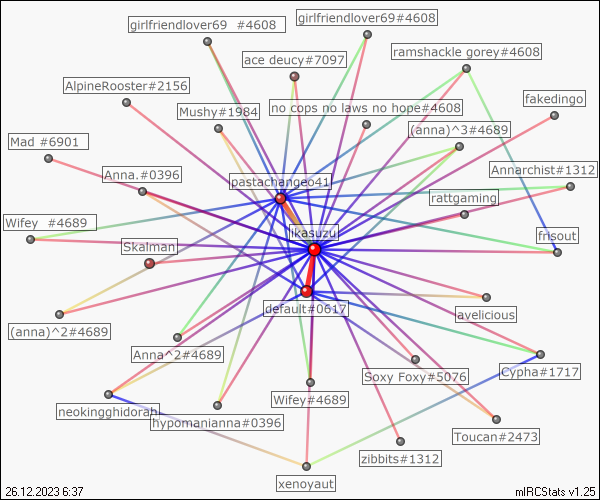 girlfriendlover69 #4608
girlfriendlover69#4608
ace deucy#7097
ramshackle gorey#4608
AlpineRooster#2156
Mushy#1984
no cops no laws no hope#4608
fakedingo
(anna)^3#4689
Mad #6901
Anna.#0396
pastachangeo41
Annarchist#1312
rattgaming
Wifey #4689
Skalman
ikasuzu
frisout
default#0617
avelicious
(anna)^2#4689
Anna^2#4689
Soxy Foxy#5076
Cypha#1717
neokingghidorah
hypomanianna#0396
Wifey#4689
Toucan#2473
zibbits#1312
xenoyaut
26.12.2023 6:37
mIRCStats v1.25